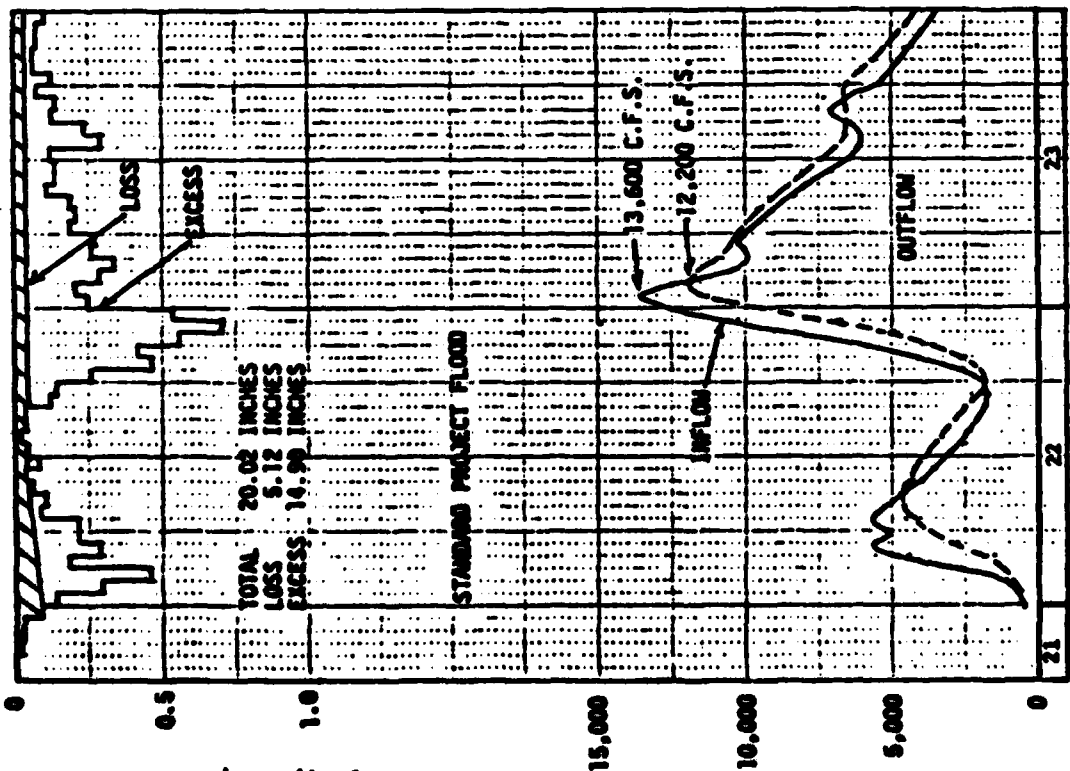 0
0.5
1.0
LOSS
EXCESS
TOTAL 20.02 INCHES
LOSS 5.12 INCHES
EXCESS 14.90 INCHES
STANDARD PROJECT FLOOD
15,000
10,000
5,000
0
13,600 C.F.S.
12,200 C.F.S.
INFLOW
OUTFLOW
21
22
23